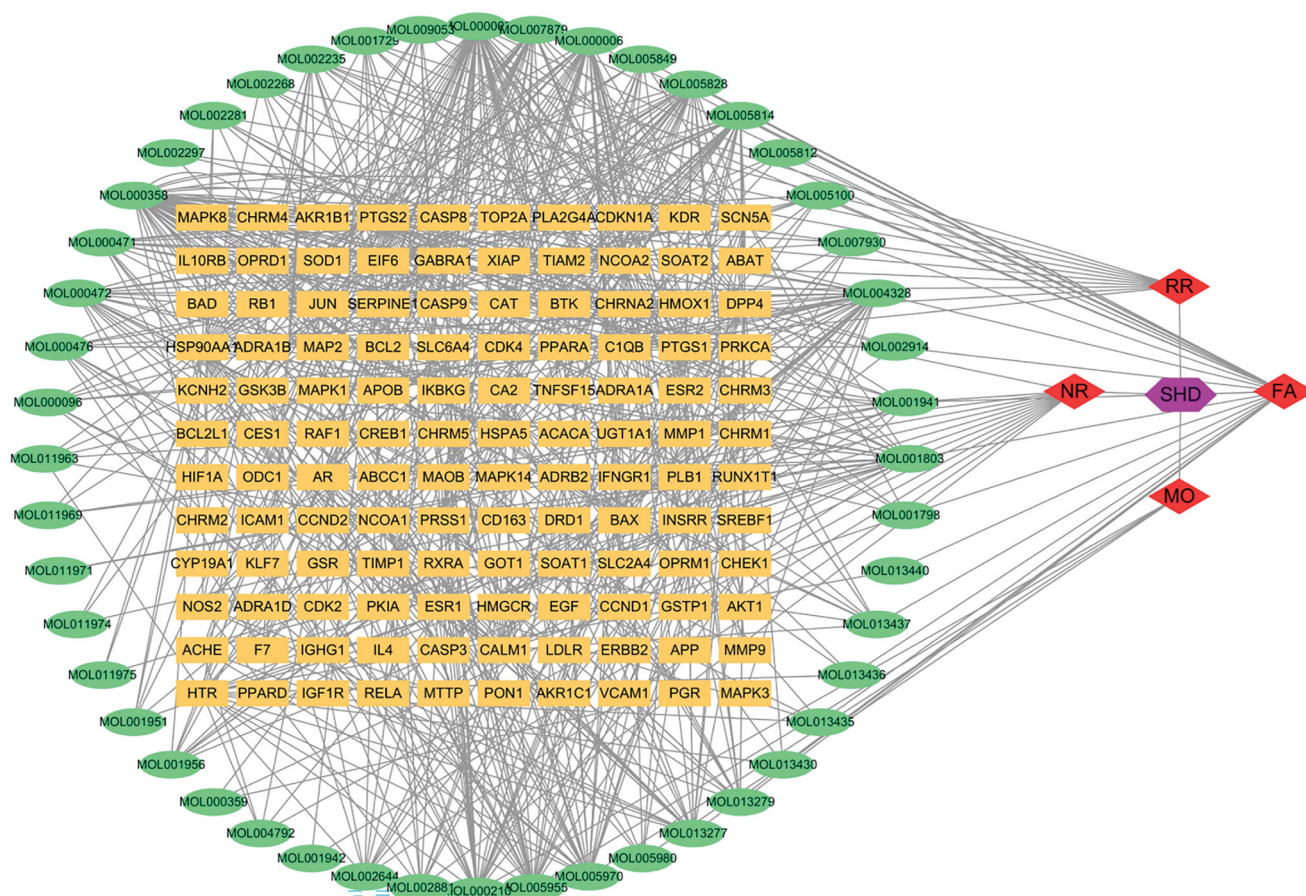 MOL009053
MOL007879
MOL001729
MOL000006
MOL002235
MOL005849
MOL002268
MOL005828
MOL002281
MOL005814
MOL002297
MOL005812
MOL000358
MOL005100
MAPK8 CHRM4 AKR1B1 PTGS2 CASP8 TOP2A PLA2G4A CDKN1A KDR SCN5A
MOL000471
MOL007930
IL10RB OPRD1 SOD1 EIF6 GABRA1 XIAP TIAM2 NCOA2 SOAT2 ABAT
MOL000472
MOL004328
RR
BAD RB1 JUN SERPINE1 CASP9 CAT BTK CHRNA2 HMOX1 DPP4
MOL000476
MOL002914
HSP90AA1 ADRA1B MAP2 BCL2 SLC6A4 CDK4 PPARA C1QB PTGS1 PRKCA
MOL000096
MOL001941
NR
SHD
FA
KCNH2 GSK3B MAPK1 APOB IKBKG CA2 TNFSF15 ADRA1A ESR2 CHRM3
BCL2L1 CES1 RAF1 CREB1 CHRM5 HSPA5 ACACA UGT1A1 MMP1 CHRM1
MOL011963
MOL001803
HIF1A ODC1 AR ABCC1 MAOB MAPK14 ADRB2 IFNGR1 PLB1 RUNX1T1
MO
MOL011969
MOL001798
CHRM2 ICAM1 CCND2 NCOA1 PRSS1 CD163 DRD1 BAX INSRR SREBF1
MOL011971
MOL013440
CYP19A1 KLF7 GSR TIMP1 RXRA GOT1 SOAT1 SLC2A4 OPRM1 CHEK1
NOS2 ADRA1D CDK2 PKIA ESR1 HMGCR EGF CCND1 GSTP1 AKT1
MOL011974
MOL013437
ACHE F7 IGHG1 IL4 CASP3 CALM1 LDLR ERBB2 APP MMP9
MOL011975
MOL013436
HTR PPARD IGF1R RELA MTTP PON1 AKR1C1 VCAM1 PGR MAPK3
MOL001951
MOL013435
MOL001956
MOL013430
MOL000359
MOL013279
MOL004792
MOL013277
MOL001942
MOL005980
MOL002644
MOL005970
MOL002881
MOL000210
MOL005955